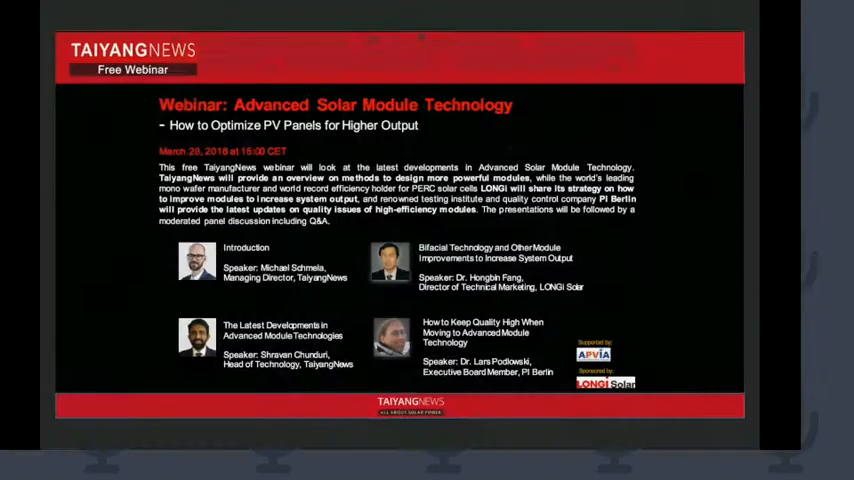 TAIYANGNEWS
Free Webinar
Webinar: Advanced Solar Module Technology
- How to Optimize PV Panels for Higher Output
March 28, 2018 at 15:00 CET
This free TaiyangNews webinar will look at the latest developments in Advanced Solar Module Technology.
TaiyangNews will provide an overview on methods to design more powerful modules, while the world's leading
mono wafer manufacturer and world record efficiency holder for PERC solar cells LONGi will share its strategy on how
to improve modules to increase system output, and renowned testing institute and quality control company PI Berlin
will provide the latest updates on quality issues of high-efficiency modules. The presentations will be followed by a
moderated panel discussion including Q&A.
Introduction
Speaker: Michael Schmela,
Managing Director, TaiyangNews
Bifacial Technology and Other Module
Improvements to Increase System Output
Speaker: Dr. Hongbin Fang,
Director of Technical Marketing, LONGi Solar
The Latest Developments in
Advanced Module Technologies
Speaker: Shravan Chunduri,
Head of Technology, TaiyangNews
How to Keep Quality High When
Moving to Advanced Module
Technology
Speaker: Dr. Lars Podlowski,
Executive Board Member, PI Berlin
Supported by:
APVIA
Sponsored by:
LONGi Solar
TAIYANGNEWS
ALL ABOUT SOLAR POWER